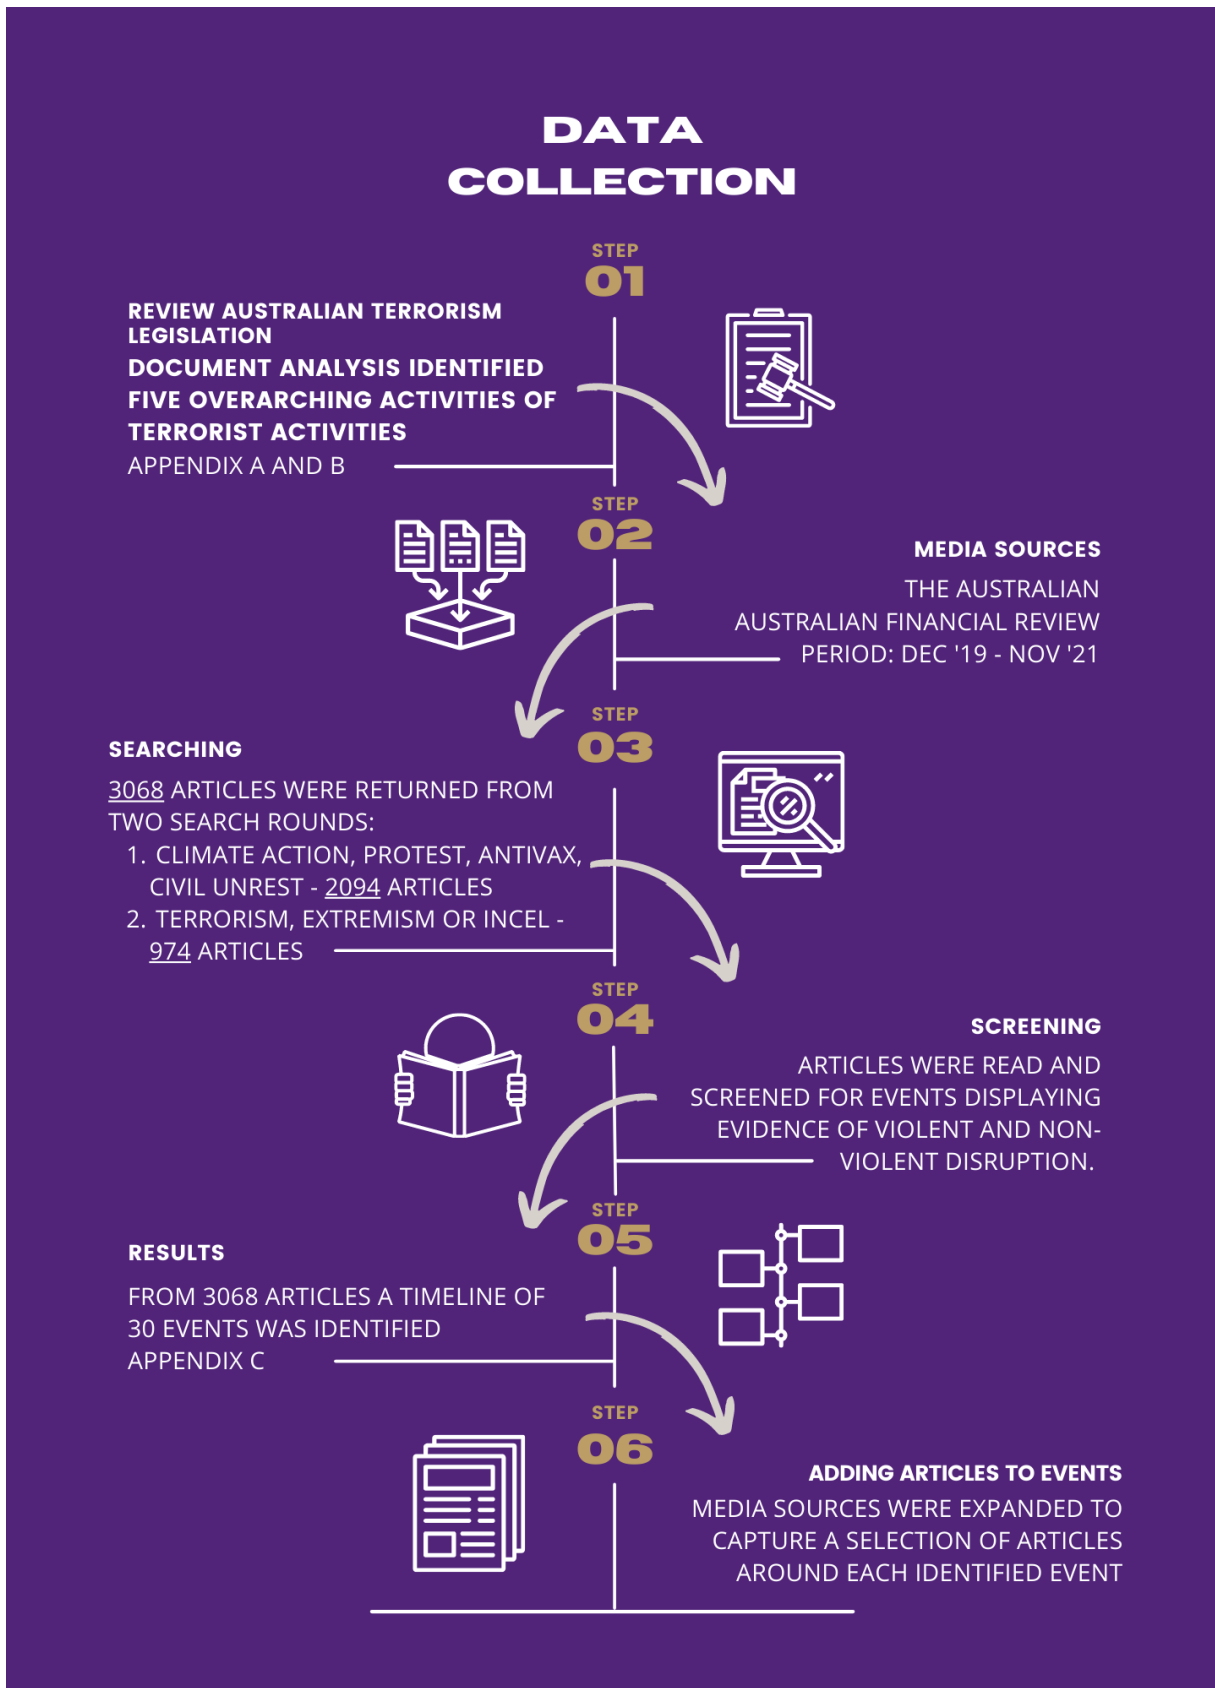 DATA
COLLECTION
STEP
01
REVIEW AUSTRALIAN TERRORISM
LEGISLATION
DOCUMENT ANALYSIS IDENTIFIED
FIVE OVERARCHING ACTIVITIES OF
TERRORIST ACTIVITIES
APPENDIX A AND B
STEP
02
MEDIA SOURCES
THE AUSTRALIAN
AUSTRALIAN FINANCIAL REVIEW
PERIOD: DEC '19 - NOV '21
STEP
03
SEARCHING
3068 ARTICLES WERE RETURNED FROM
TWO SEARCH ROUNDS:
1. CLIMATE ACTION, PROTEST, ANTIVAX,
CIVIL UNREST - 2094 ARTICLES
2. TERRORISM, EXTREMISM OR INCEL -
974 ARTICLES
STEP
04
SCREENING
ARTICLES WERE READ AND
SCREENED FOR EVENTS DISPLAYING
EVIDENCE OF VIOLENT AND NON-
VIOLENT DISRUPTION.
STEP
05
RESULTS
FROM 3068 ARTICLES A TIMELINE OF
30 EVENTS WAS IDENTIFIED
APPENDIX C
STEP
06
ADDING ARTICLES TO EVENTS
MEDIA SOURCES WERE EXPANDED TO
CAPTURE A SELECTION OF ARTICLES
AROUND EACH IDENTIFIED EVENT